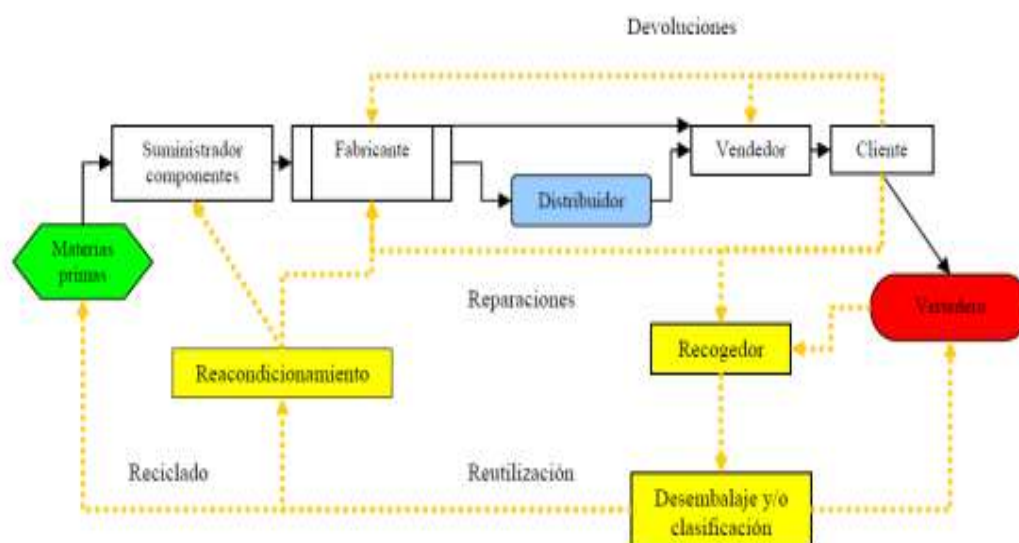 Devoluciones
Suministrador
componentes
Fabricante
Vendedor
Cliente
Distribuidor
Materias
primas
Reparaciones
Vertedero
Recogedor
Reacondicionamiento
Reciclado
Reutilización
Desembalaje y/o
clasificación